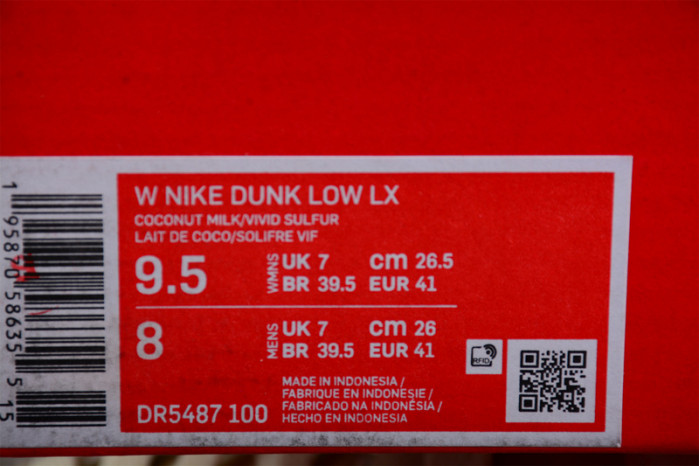 W NIKE DUNK LOW LX
COCONUT MILK/VIVID SULFUR
LAIT DE COCO/SOLIFRE VIF
9.5 WMNS UK 7 cm 26.5
BR 39.5 EUR 41
8 MENS UK 7 cm 26
BR 39.5 EUR 41
RFID
MADE IN INDONESIA /
FABRIQUE EN INDONESIE /
FABRICADO NA INDONÉSIA /
HECHO EN INDONESIA
DR5487 100
1 95870 58635 5 15